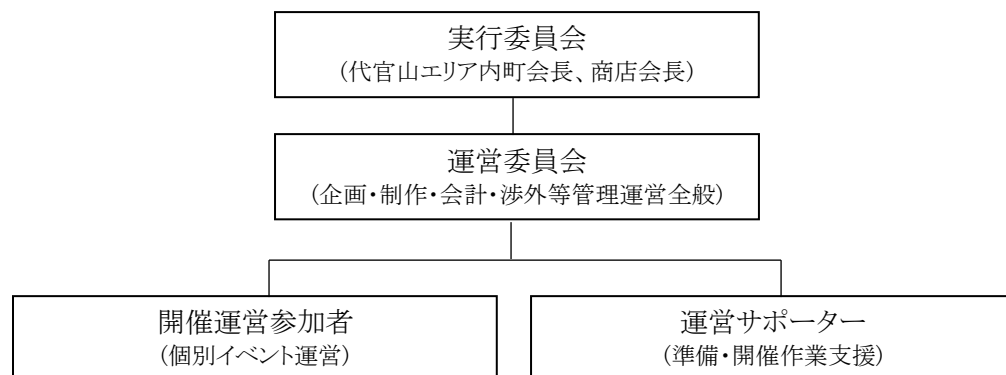 実行委員会
(代官山エリア内町会長、商店会長)
運営委員会
(企画・制作・会計・渉外等管理運営全般)
開催運営参加者
(個別イベント運営)
運営サポーター
(準備・開催作業支援)